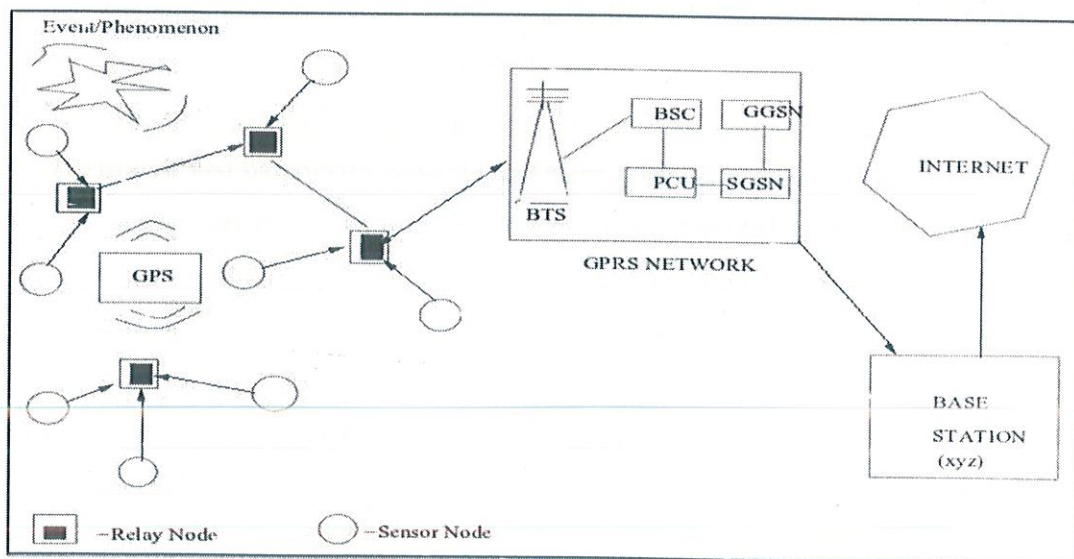 Event/Phenomenon
BSC
GGSN
PCU
SGSN
BTS
GPRS NETWORK
INTERNET
GPS
BASE
STATION
(xyz)
–Relay Node
–Sensor Node